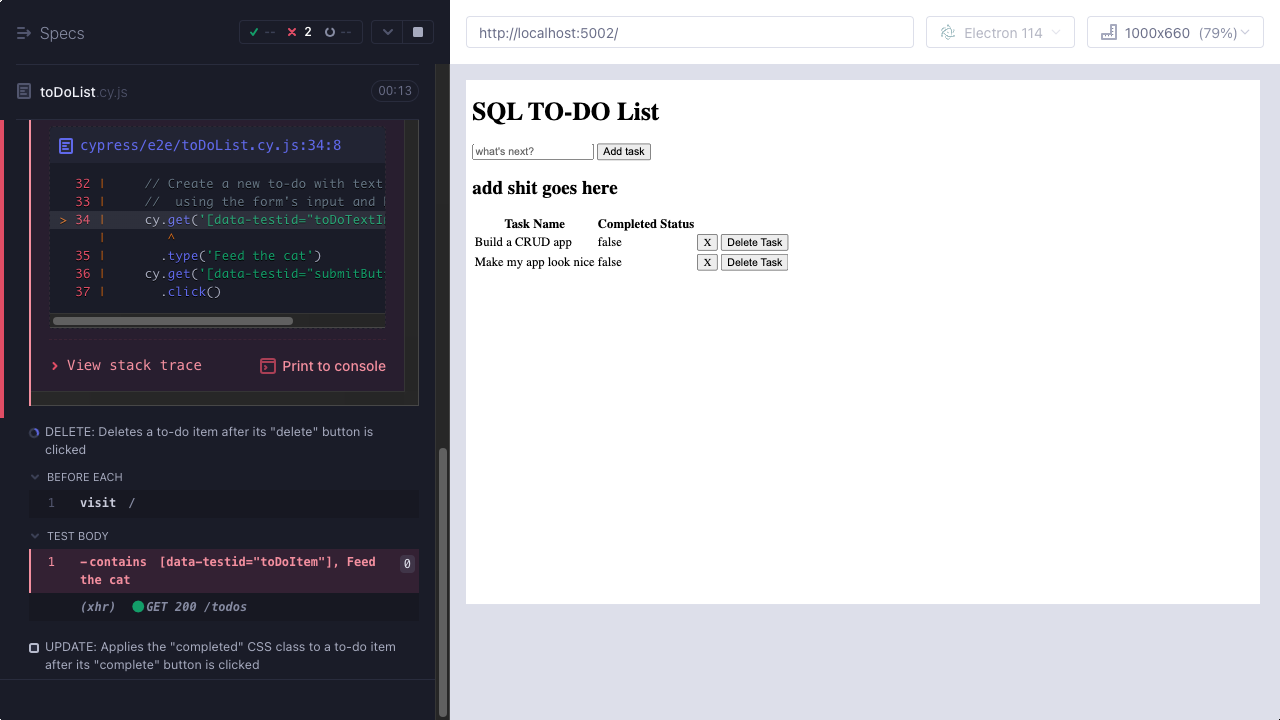 Specs
-- 2 --
toDoList.cy.js 00:13
cypress/e2e/toDoList.cy.js:34:8
32 | // Create a new to-do with text
33 | //  using the form's input and
> 34 | cy.get('[data-testid="toDoTextI
| ^
35 | .type('Feed the cat')
36 | cy.get('[data-testid="submitBut
37 | .click()
View stack trace
Print to console
DELETE: Deletes a to-do item after its "delete" button is
clicked
BEFORE EACH
1 visit /
TEST BODY
1 -contains [data-testid="toDoItem"], Feed 0
the cat
(xhr) GET 200 /todos
UPDATE: Applies the "completed" CSS class to a to-do item
after its "complete" button is clicked
http://localhost:5002/
Electron 114
1000x660 (79%)
SQL TO-DO List
what's next? Add task
add shit goes here
Task Name Completed Status
Build a CRUD app false X Delete Task
Make my app look nice false X Delete Task